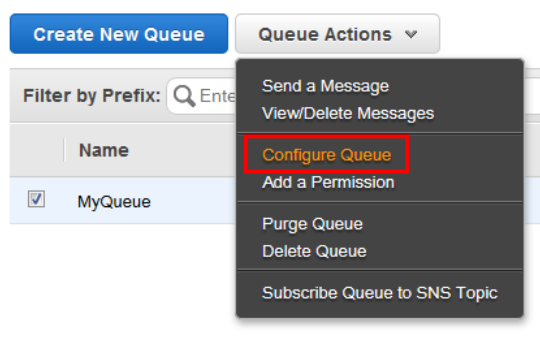 Create New Queue
Queue Actions
Filter by Prefix: Ente
Send a Message
View/Delete Messages
Name
Configure Queue
Add a Permission
MyQueue
Purge Queue
Delete Queue
Subscribe Queue to SNS Topic